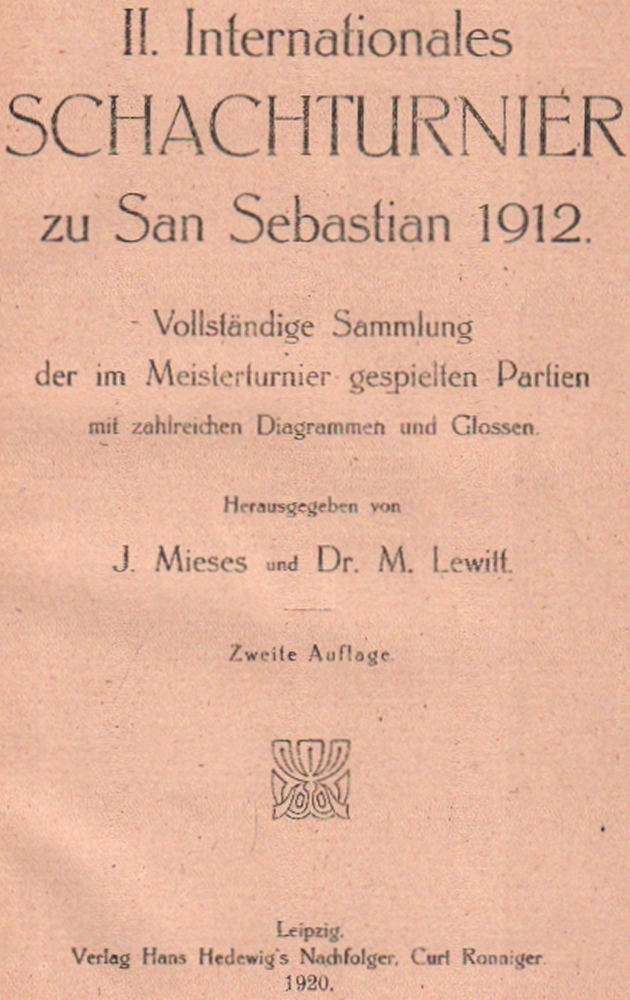 II. Internationales
SCHACHTURNIER
zu San Sebastian 1912.
Vollständige Sammlung
der im Meisterturnier gespielten Partien
mit zahlreichen Diagrammen und Glossen.
Herausgegeben von
J. Mieses und Dr. M. Lewitt.
Zweite Auflage.
Leipzig.
Verlag Hans Hedewig's Nachfolger, Curt Ronniger.
1920.